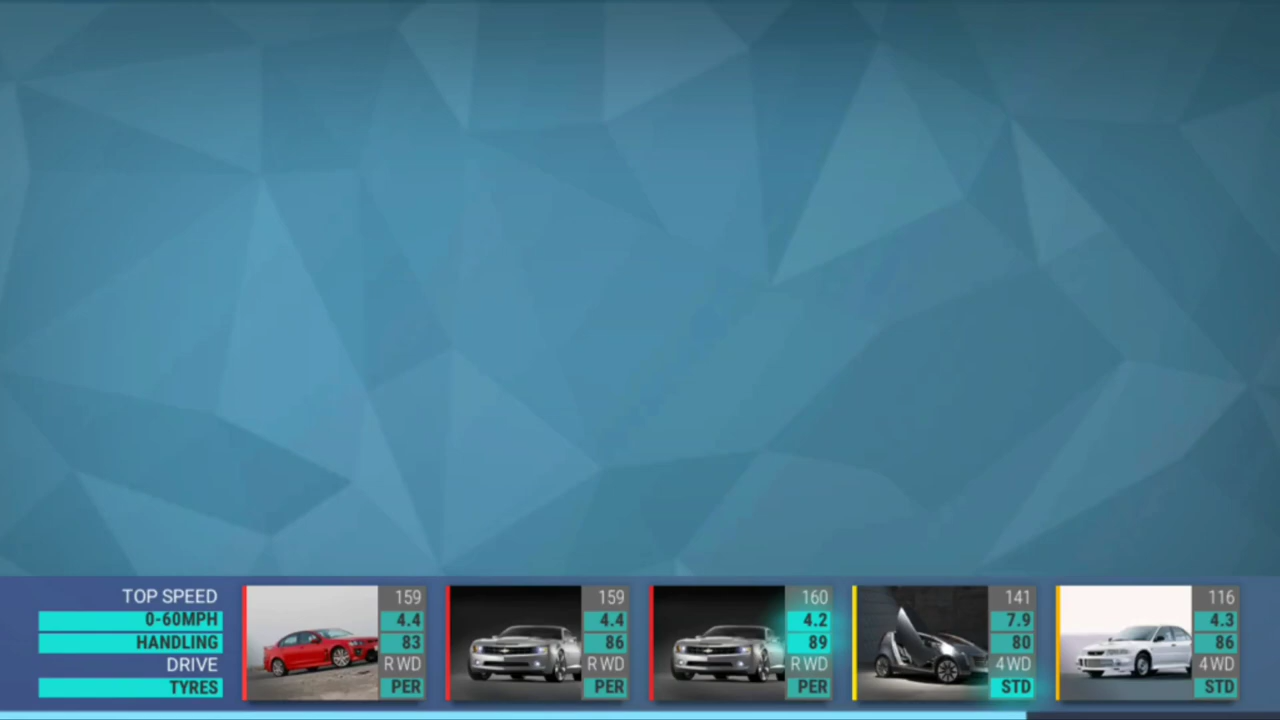 TOP SPEED
0-60MPH
HANDLING
DRIVE
TYRES
159
4.4
83
RWD
PER
159
4.4
86
RWD
PER
160
4.2
89
RWD
PER
141
7.9
80
4WD
STD
116
4.3
86
4WD
STD